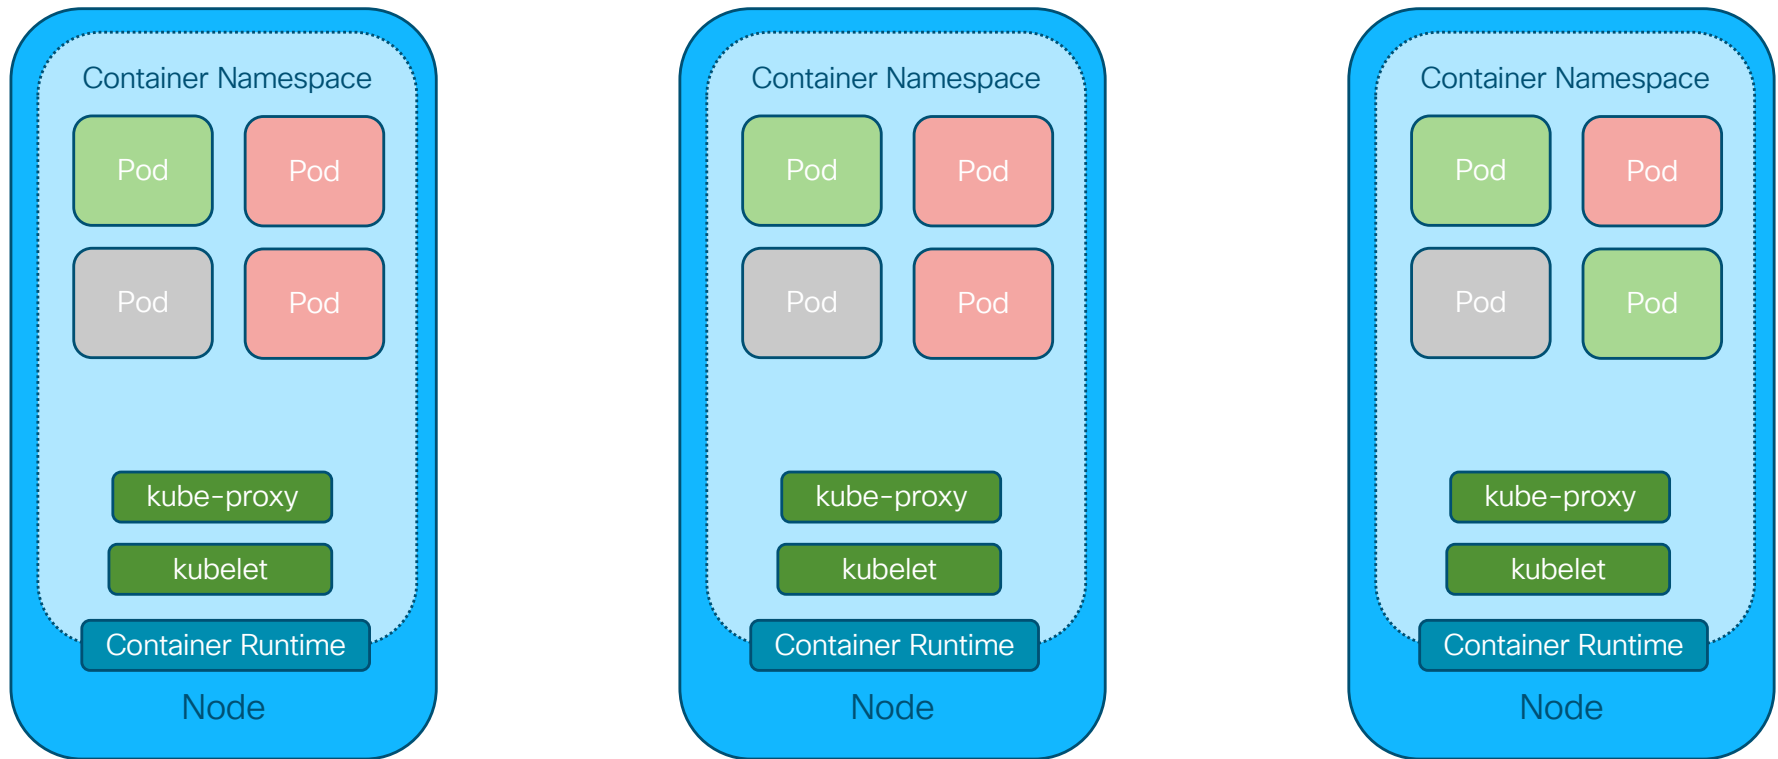 Container Namespace
Pod
Pod
Pod
Pod
kube-proxy
kubelet
Container Runtime
Node
Container Namespace
Pod
Pod
Pod
Pod
kube-proxy
kubelet
Container Runtime
Node
Container Namespace
Pod
Pod
Pod
Pod
kube-proxy
kubelet
Container Runtime
Node